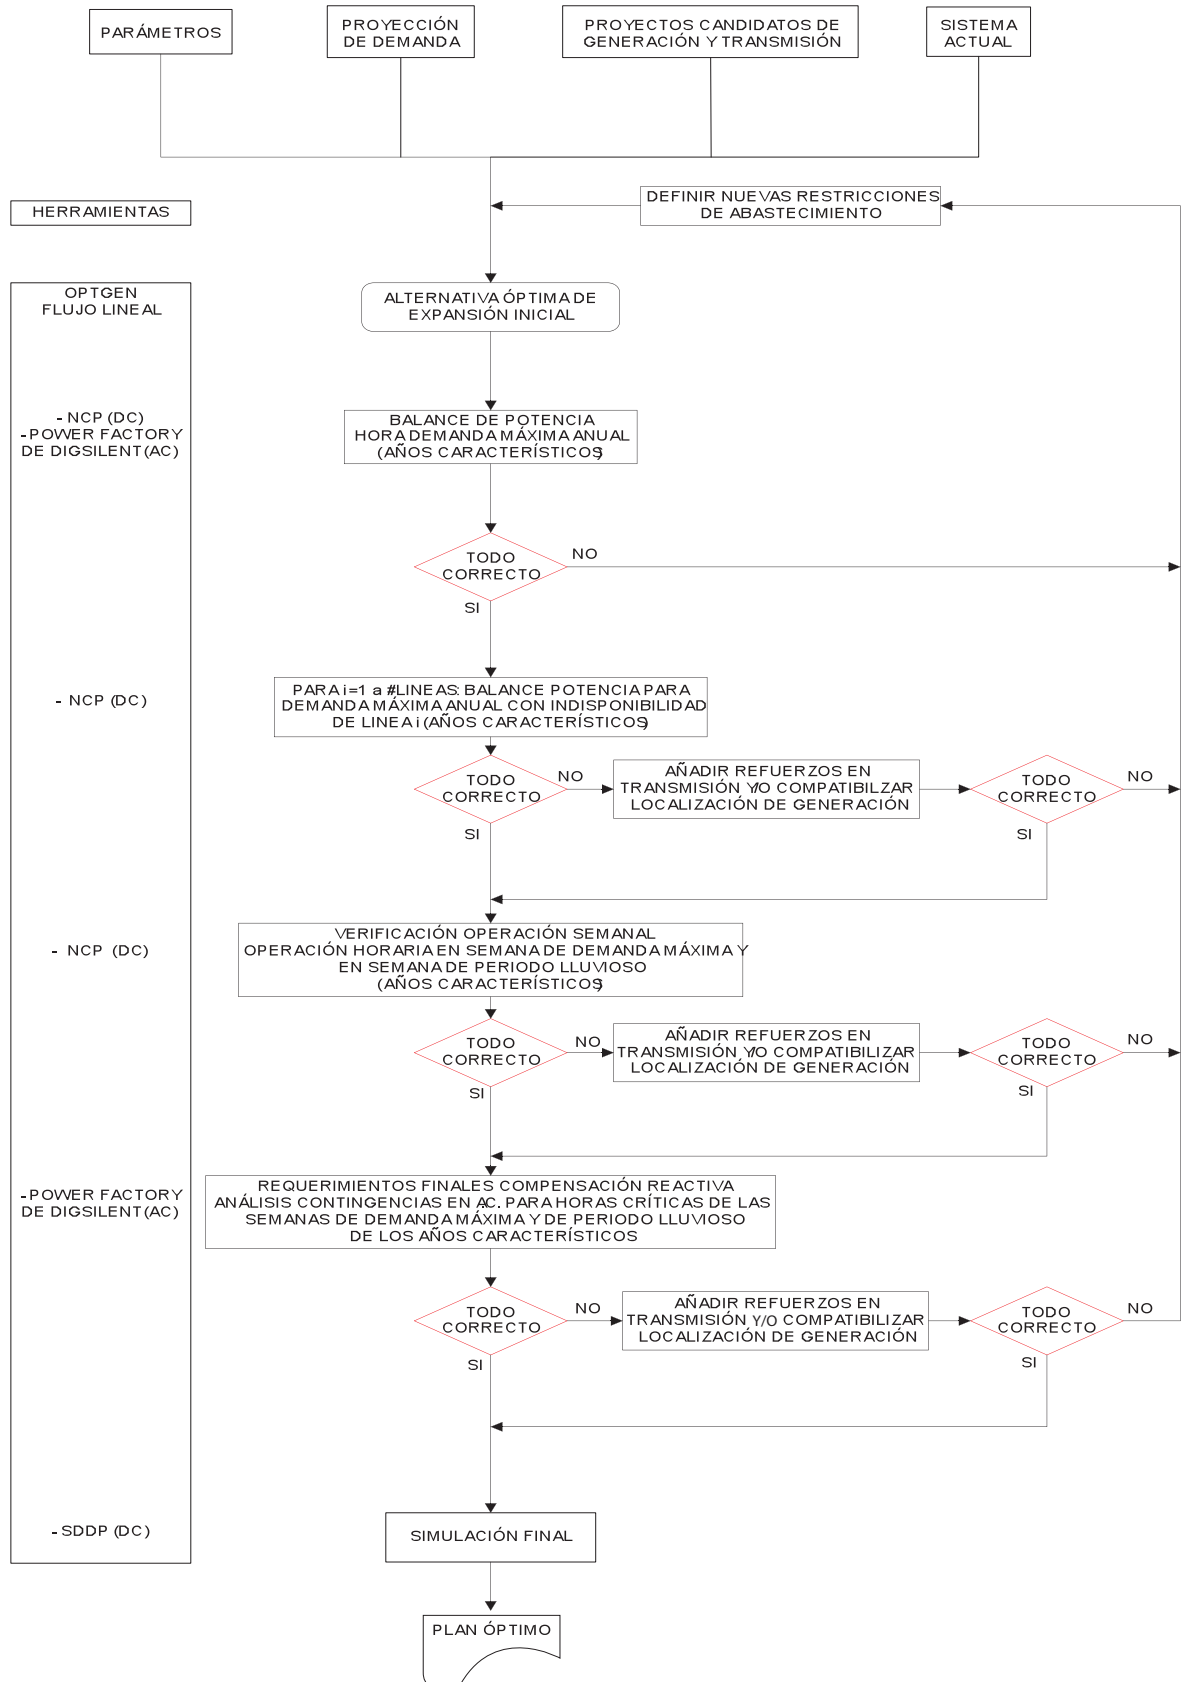 PARÁMETROS
PROYECCIÓN
DE DEMANDA
PROYECTOS CANDIDATOS DE
GENERACIÓN Y TRANSMISIÓN
SISTEMA
ACTUAL
HERRAMIENTAS
DEFINIR NUEVAS RESTRICCIONES
DE ABASTECIMIENTO
OPTGEN
FLUJO LINEAL
ALTERNATIVA ÓPTIMA DE
EXPANSIÓN INICIAL
- NCP (DC)
- POWER FACTORY
DE DIGSILENT (AC)
BALANCE DE POTENCIA
HORA DEMANDA MÁXIMA ANUAL
(AÑOS CARACTERÍSTICOS)
TODO
CORRECTO
NO
SI
- NCP (DC)
PARA i=1 a #LINEAS: BALANCE POTENCIA PARA
DEMANDA MÁXIMA ANUAL CON INDISPONIBILIDAD
DE LINEA i (AÑOS CARACTERÍSTICOS)
TODO
CORRECTO
NO
SI
AÑADIR REFUERZOS EN
TRANSMISIÓN Y/O COMPATIBILZAR
LOCALIZACIÓN DE GENERACIÓN
TODO
CORRECTO
NO
SI
- NCP (DC)
VERIFICACIÓN OPERACIÓN SEMANAL
OPERACIÓN HORARIA EN SEMANA DE DEMANDA MÁXIMA Y
EN SEMANA DE PERIODO LLUVIOSO
(AÑOS CARACTERÍSTICOS)
TODO
CORRECTO
NO
SI
AÑADIR REFUERZOS EN
TRANSMISIÓN Y/O COMPATIBILIZAR
LOCALIZACIÓN DE GENERACIÓN
TODO
CORRECTO
NO
SI
- POWER FACTORY
DE DIGSILENT (AC)
REQUERIMIENTOS FINALES COMPENSACIÓN REACTIVA
ANÁLISIS CONTINGENCIAS EN A.C. PARA HORAS CRÍTICAS DE LAS
SEMANAS DE DEMANDA MÁXIMA Y DE PERIODO LLUVIOSO
DE LOS AÑOS CARACTERÍSTICOS
TODO
CORRECTO
NO
SI
AÑADIR REFUERZOS EN
TRANSMISIÓN Y/O COMPATIBILIZAR
LOCALIZACIÓN DE GENERACIÓN
TODO
CORRECTO
NO
SI
- SDDP (DC)
SIMULACIÓN FINAL
PLAN ÓPTIMO